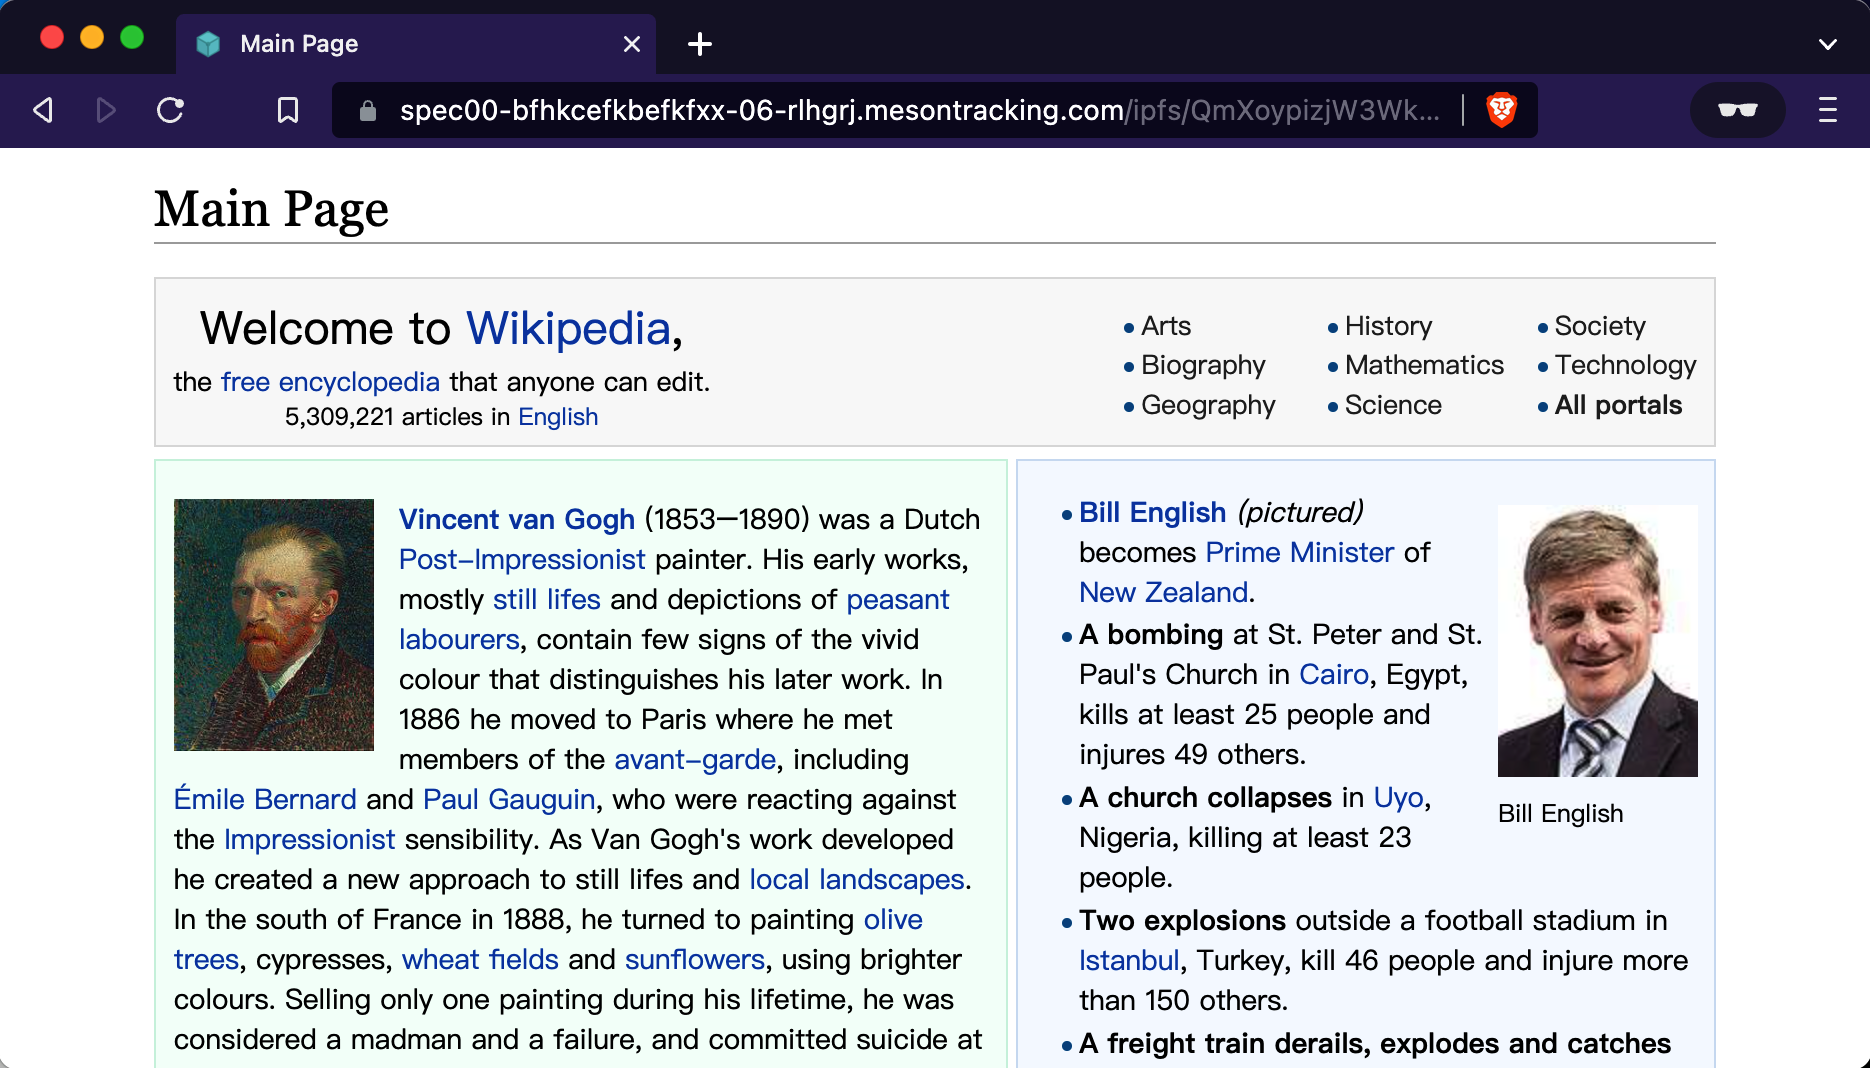 Main Page
spec00-bfhkcefkbefkfxx-06-rlhgrj.mesontracking.com/ipfs/QmXoypizjW3Wk...
Main Page
Welcome to Wikipedia,
the free encyclopedia that anyone can edit.
5,309,221 articles in English
Arts
Biography
Geography
History
Mathematics
Science
Society
Technology
All portals
Vincent van Gogh (1853–1890) was a Dutch
Post-Impressionist painter. His early works,
mostly still lifes and depictions of peasant
labourers, contain few signs of the vivid
colour that distinguishes his later work. In
1886 he moved to Paris where he met
members of the avant-garde, including
Émile Bernard and Paul Gauguin, who were reacting against
the Impressionist sensibility. As Van Gogh's work developed
he created a new approach to still lifes and local landscapes.
In the south of France in 1888, he turned to painting olive
trees, cypresses, wheat fields and sunflowers, using brighter
colours. Selling only one painting during his lifetime, he was
considered a madman and a failure, and committed suicide at
Bill English (pictured)
becomes Prime Minister of
New Zealand.
A bombing at St. Peter and St.
Paul's Church in Cairo, Egypt,
kills at least 25 people and
injures 49 others.
A church collapses in Uyo,
Nigeria, killing at least 23
people.
Two explosions outside a football stadium in
Istanbul, Turkey, kill 46 people and injure more
than 150 others.
A freight train derails, explodes and catches
Bill English